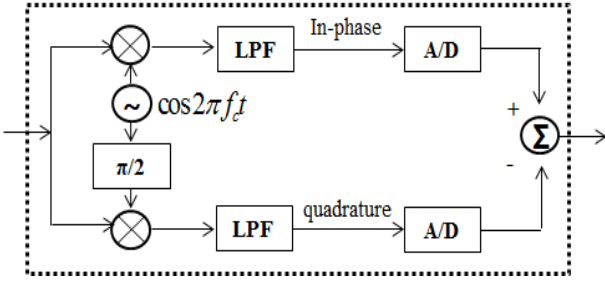 In-phase
LPF
A/D
~
cos2πf_ct
+
Σ
-
π/2
quadrature
LPF
A/D